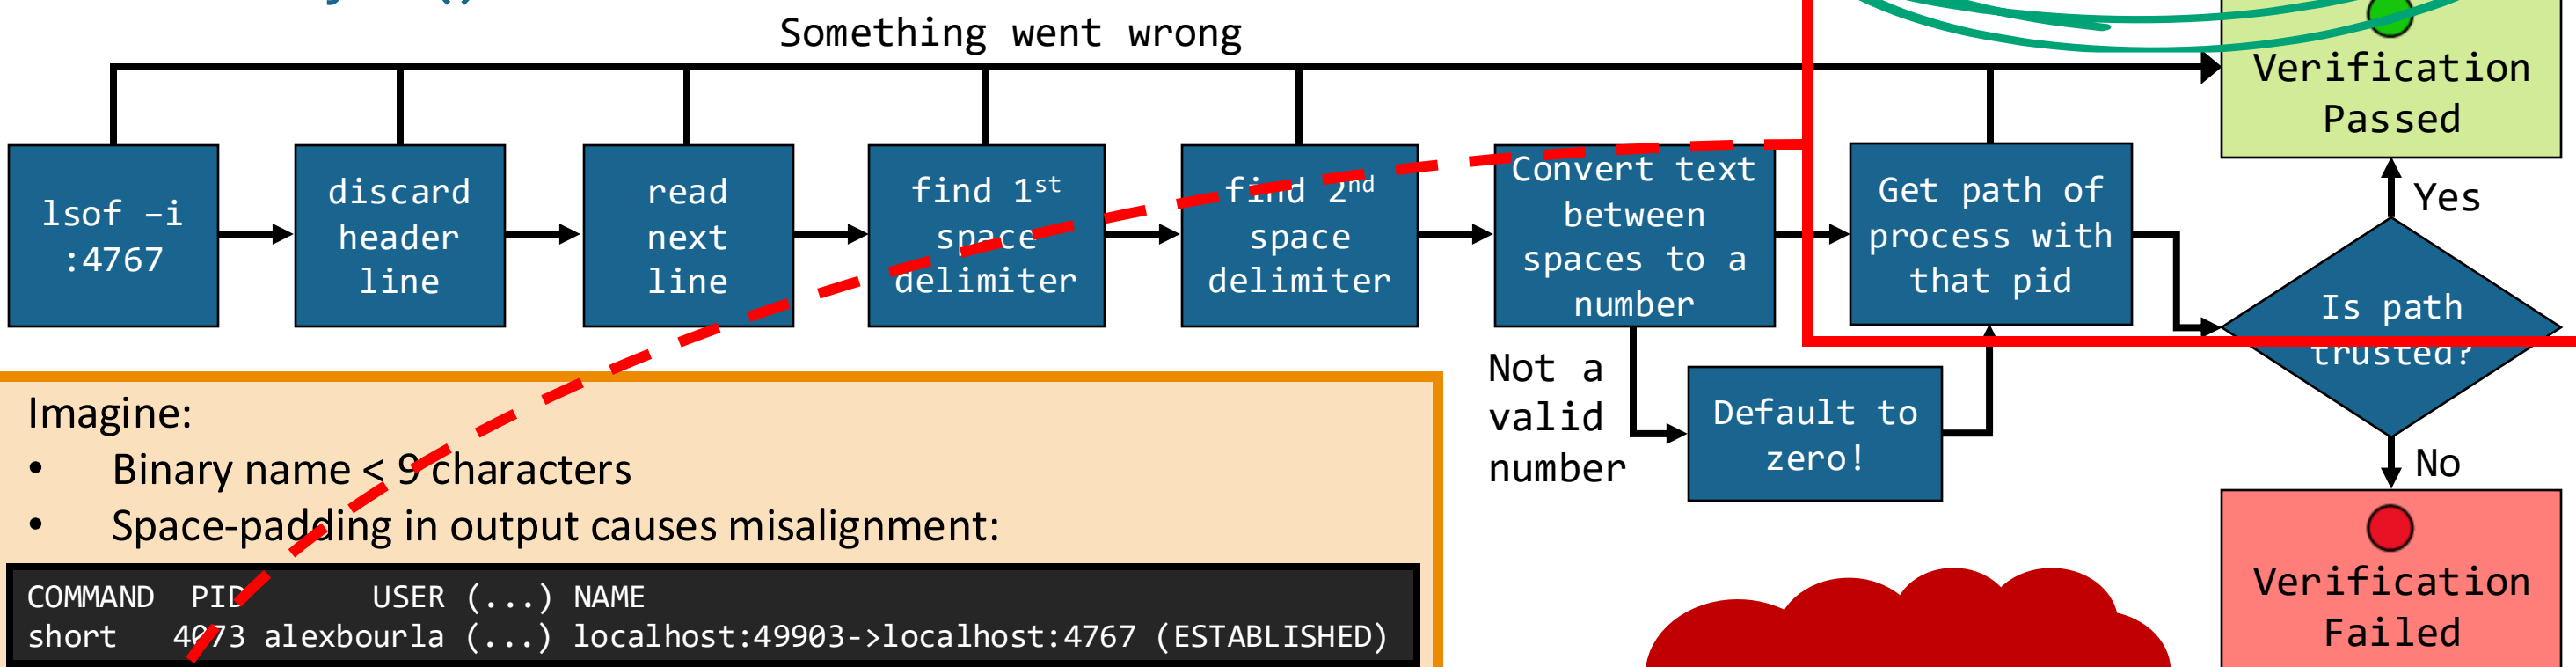 Something went wrong
Verification
Passed
lsof –i
:4767
discard
header
line
read
next
line
find 1st
space
delimiter
find 2nd
space
delimiter
Convert text
between
spaces to a
number
Get path of
process with
that pid
Yes
Is path
trusted?
Not a
valid
number
Default to
zero!
No
Verification
Failed
Imagine:
• Binary name < 9 characters
• Space-padding in output causes misalignment:
COMMAND PID USER (...) NAME
short 4073 alexbourla (...) localhost:49903->localhost:4767 (ESTABLISHED)